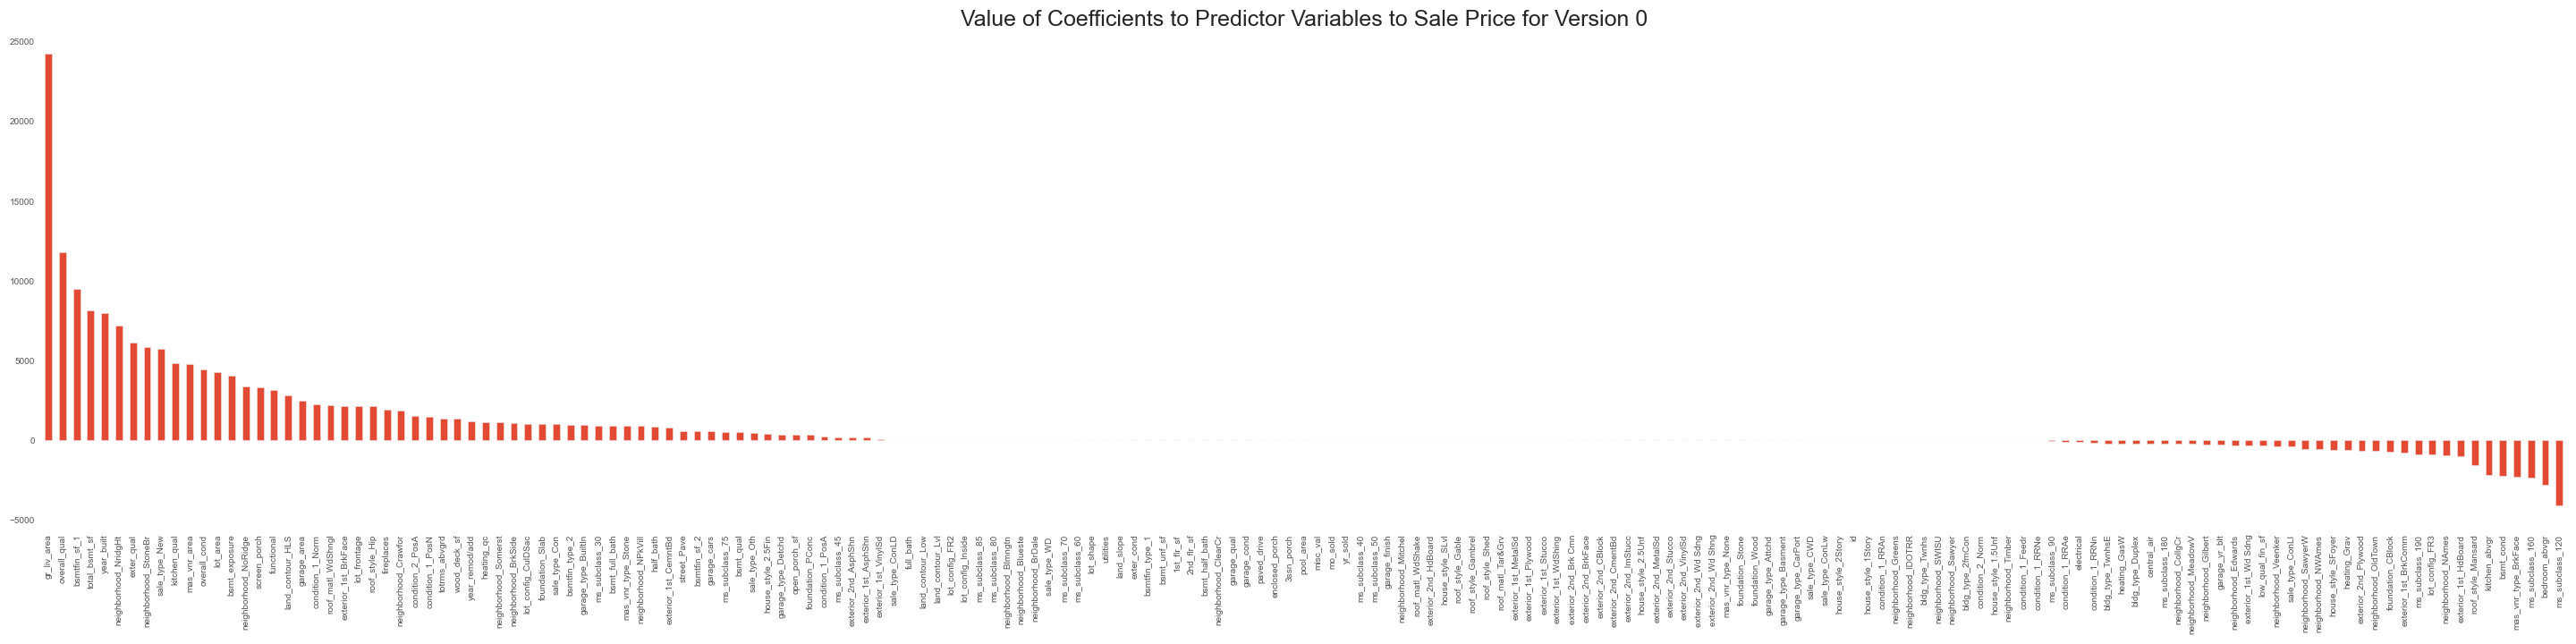 Value of Coefficients to Predictor Variables to Sale Price for Version 0
25000
20000
15000
10000
5000
0
−5000
gr_liv_area
overall_qual
bsmtfin_sf_1
total_bsmt_sf
year_built
neighborhood_NridgHt
exter_qual
neighborhood_StoneBr
sale_type_New
kitchen_qual
mas_vnr_area
overall_cond
lot_area
bsmt_exposure
neighborhood_NoRidge
screen_porch
functional
land_contour_HLS
garage_area
condition_1_Norm
roof_matl_WdShngl
exterior_1st_BrkFace
lot_frontage
roof_style_Hip
fireplaces
neighborhood_Crawfor
condition_2_PosA
condition_1_PosN
totrms_abvgrd
wood_deck_sf
year_remod/add
heating_qc
neighborhood_Somerst
neighborhood_BrkSide
lot_config_CulDSac
foundation_Slab
sale_type_Con
bsmtfin_type_2
garage_type_BuiltIn
ms_subclass_30
bsmt_full_bath
mas_vnr_type_Stone
neighborhood_NPkVill
half_bath
exterior_1st_CemntBd
street_Pave
bsmtfin_sf_2
garage_cars
ms_subclass_75
bsmt_qual
sale_type_Oth
house_style_2.5Fin
garage_type_Detchd
open_porch_sf
foundation_PConc
condition_1_PosA
ms_subclass_45
exterior_2nd_AsphShn
exterior_1st_AsphShn
exterior_1st_VinylSd
sale_type_ConLD
full_bath
land_contour_Low
land_contour_Lvl
lot_config_FR2
lot_config_Inside
ms_subclass_85
ms_subclass_80
neighborhood_Blmngtn
neighborhood_Blueste
neighborhood_BrDale
sale_type_WD
ms_subclass_70
ms_subclass_60
lot_shape
utilities
land_slope
exter_cond
bsmtfin_type_1
bsmt_unf_sf
1st_flr_sf
2nd_flr_sf
bsmt_half_bath
neighborhood_ClearCr
garage_qual
garage_cond
paved_drive
enclosed_porch
3ssn_porch
pool_area
misc_val
mo_sold
yr_sold
ms_subclass_40
ms_subclass_50
garage_finish
neighborhood_Mitchel
roof_matl_WdShake
exterior_2nd_HdBoard
house_style_SLvl
roof_style_Gable
roof_style_Gambrel
roof_style_Shed
roof_matl_Tar&Grv
exterior_1st_MetalSd
exterior_1st_Plywood
exterior_1st_Stucco
exterior_1st_WdShing
exterior_2nd_Brk Cmn
exterior_2nd_BrkFace
exterior_2nd_CBlock
exterior_2nd_CmentBd
exterior_2nd_ImStucc
house_style_2.5Unf
exterior_2nd_MetalSd
exterior_2nd_Stucco
exterior_2nd_VinylSd
exterior_2nd_Wd Sdng
exterior_2nd_Wd Shng
mas_vnr_type_None
foundation_Stone
foundation_Wood
garage_type_Attchd
garage_type_Basment
garage_type_CarPort
sale_type_CWD
sale_type_ConLw
house_style_2Story
id
house_style_1Story
condition_1_RRAn
neighborhood_Greens
neighborhood_IDOTRR
bldg_type_Twnhs
neighborhood_SWISU
neighborhood_Sawyer
bldg_type_2fmCon
condition_2_Norm
house_style_1.5Unf
neighborhood_Timber
condition_1_Feedr
condition_1_RRNe
ms_subclass_90
condition_1_RRAe
electrical
condition_1_RRNn
bldg_type_TwnhsE
heating_GasW
bldg_type_Duplex
central_air
ms_subclass_180
neighborhood_CollgCr
neighborhood_MeadowV
neighborhood_Gilbert
garage_yr_blt
neighborhood_Edwards
exterior_1st_Wd Sdng
low_qual_fin_sf
neighborhood_Veenker
sale_type_ConLI
neighborhood_SawyerW
neighborhood_NWAmes
house_style_SFoyer
heating_Grav
exterior_2nd_Plywood
neighborhood_OldTown
foundation_CBlock
exterior_1st_BrkComm
ms_subclass_190
lot_config_FR3
neighborhood_NAmes
exterior_1st_HdBoard
roof_style_Mansard
kitchen_abvgr
bsmt_cond
mas_vnr_type_BrkFace
ms_subclass_160
bedroom_abvgr
ms_subclass_120